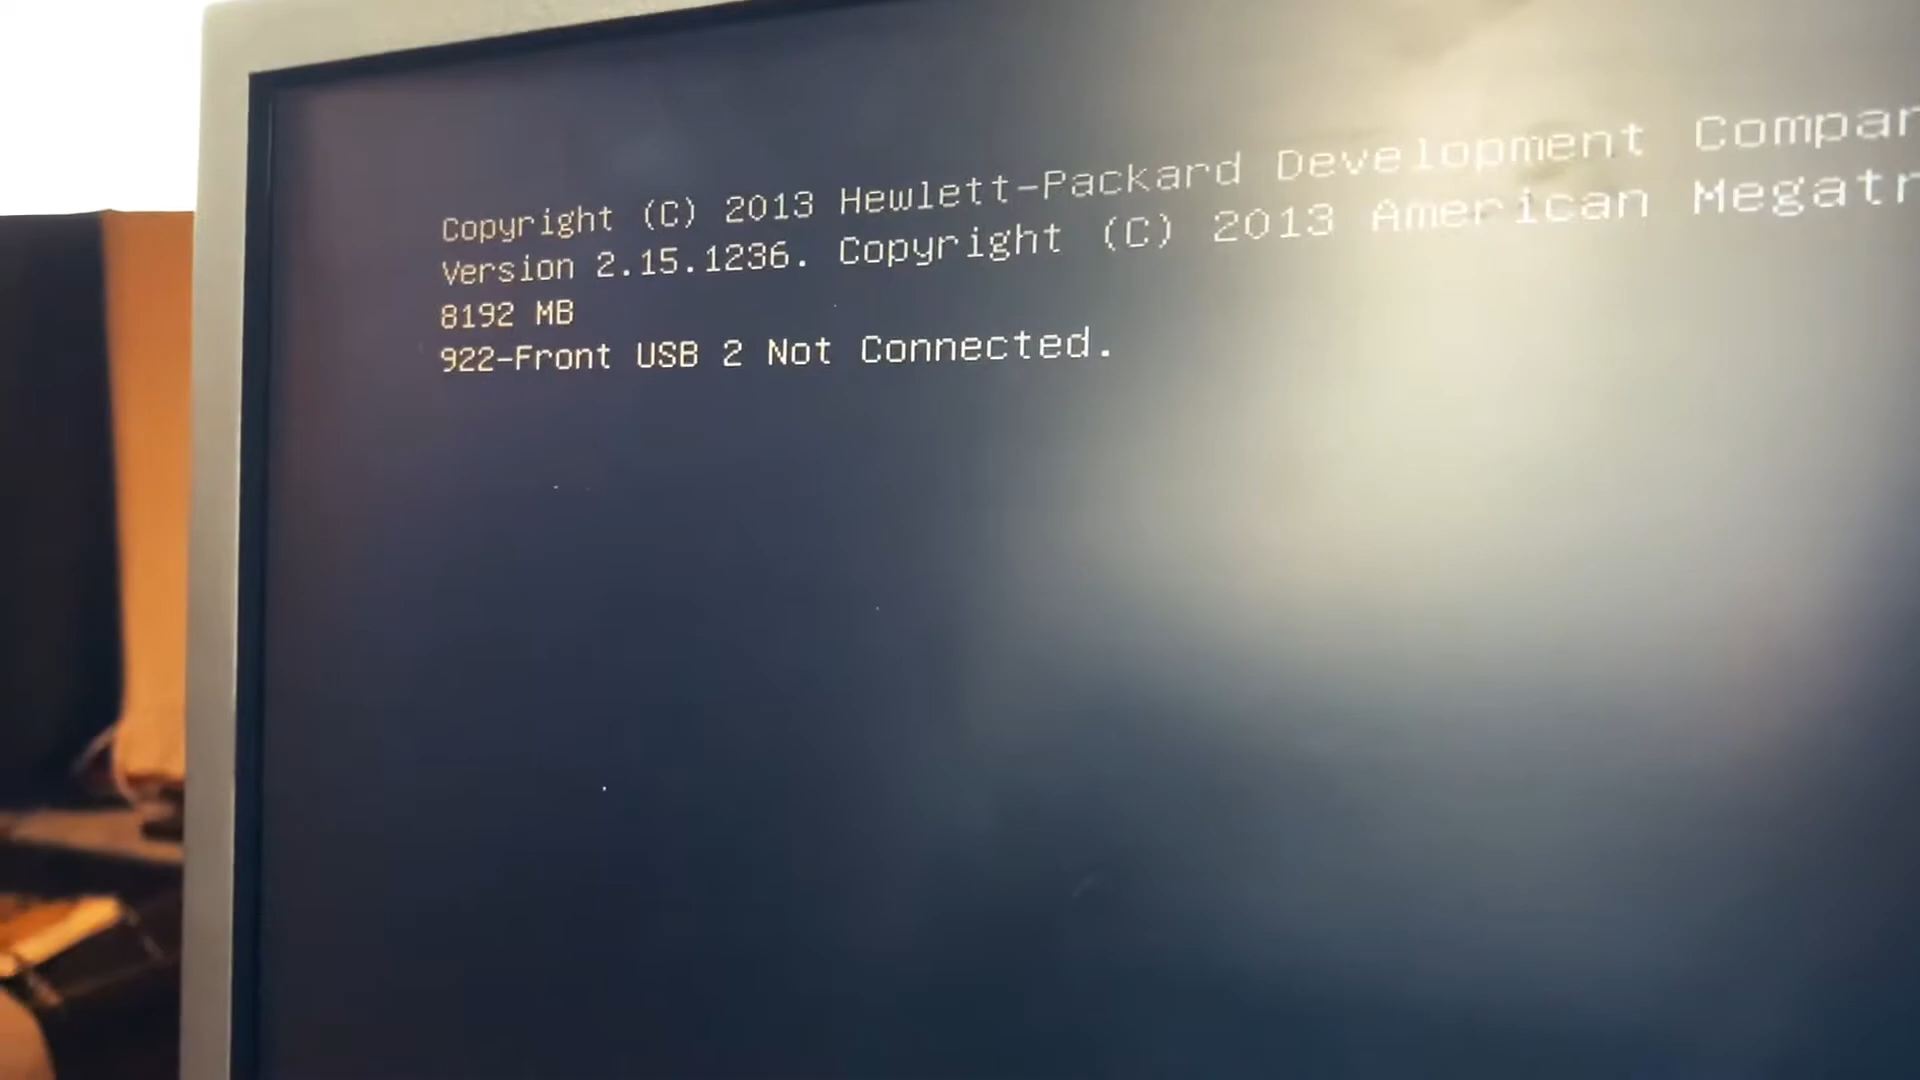 Copyright (C) 2013 Hewlett-Packard Development
Version 2.15.1236. Copyright (C) 2013 American
8192 MB
922-Front USB 2 Not Connected.